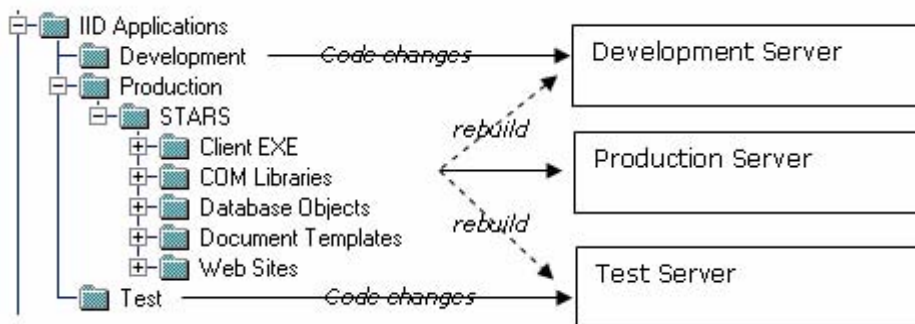 IID Applications
Development
Code changes
Development Server
Production
STARS
rebuild
Client EXE
COM Libraries
Production Server
Database Objects
rebuild
Document Templates
Web Sites
Test Server
Test
Code changes